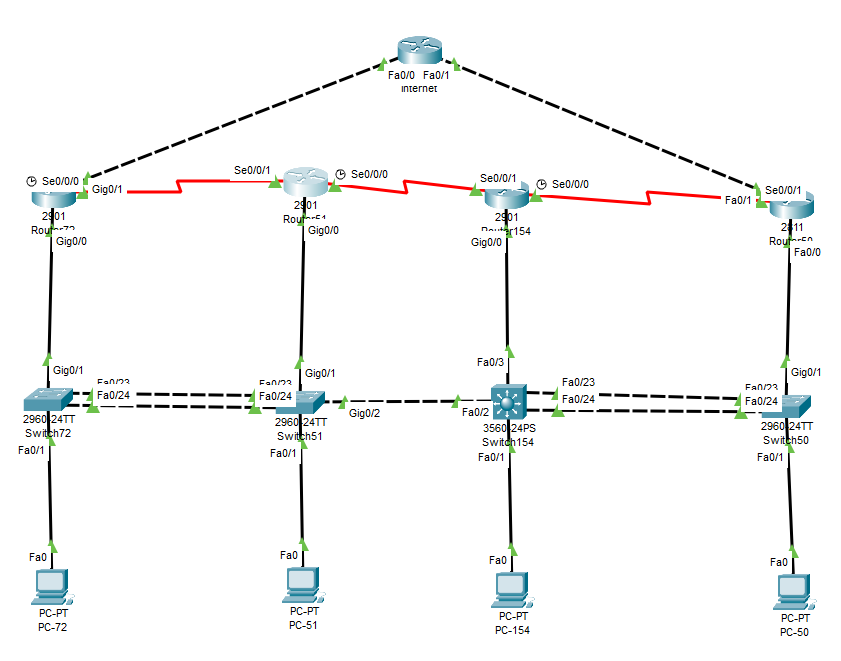 Fa0/0 Fa0/1
Internet
Se0/0/0
Gig0/1
2901
Router72
Gig0/0
Se0/0/1
Se0/0/0
2901
Router51
Gig0/0
Se0/0/1
Se0/0/0
2901
Router154
Gig0/0
Se0/0/1
Fa0/1
2811
Router50
Fa0/0
Gig0/1
Fa0/23
Fa0/24
2960-24TT
Switch72
Fa0/1
Gig0/1
Fa0/23
Fa0/24
2960-24TT
Switch51
Gig0/2
Fa0/1
Fa0/3
Fa0/23
Fa0/24
Fa0/2
3560-24PS
Switch154
Fa0/1
Gig0/1
Fa0/23
Fa0/24
2960-24TT
Switch50
Fa0/1
Fa0
PC-PT
PC-72
Fa0
PC-PT
PC-51
Fa0
PC-PT
PC-154
Fa0
PC-PT
PC-50